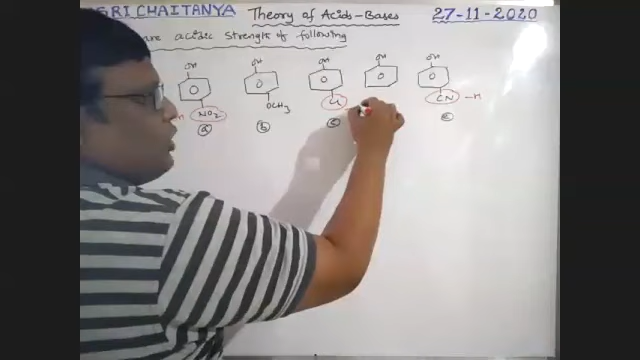 SRI CHAITANYA Theory of Acids-Bases 27-11-2020
are acidic strength of following
OH OH OH OH OH
NO2 OCH3 Cl CN -M
a b c e